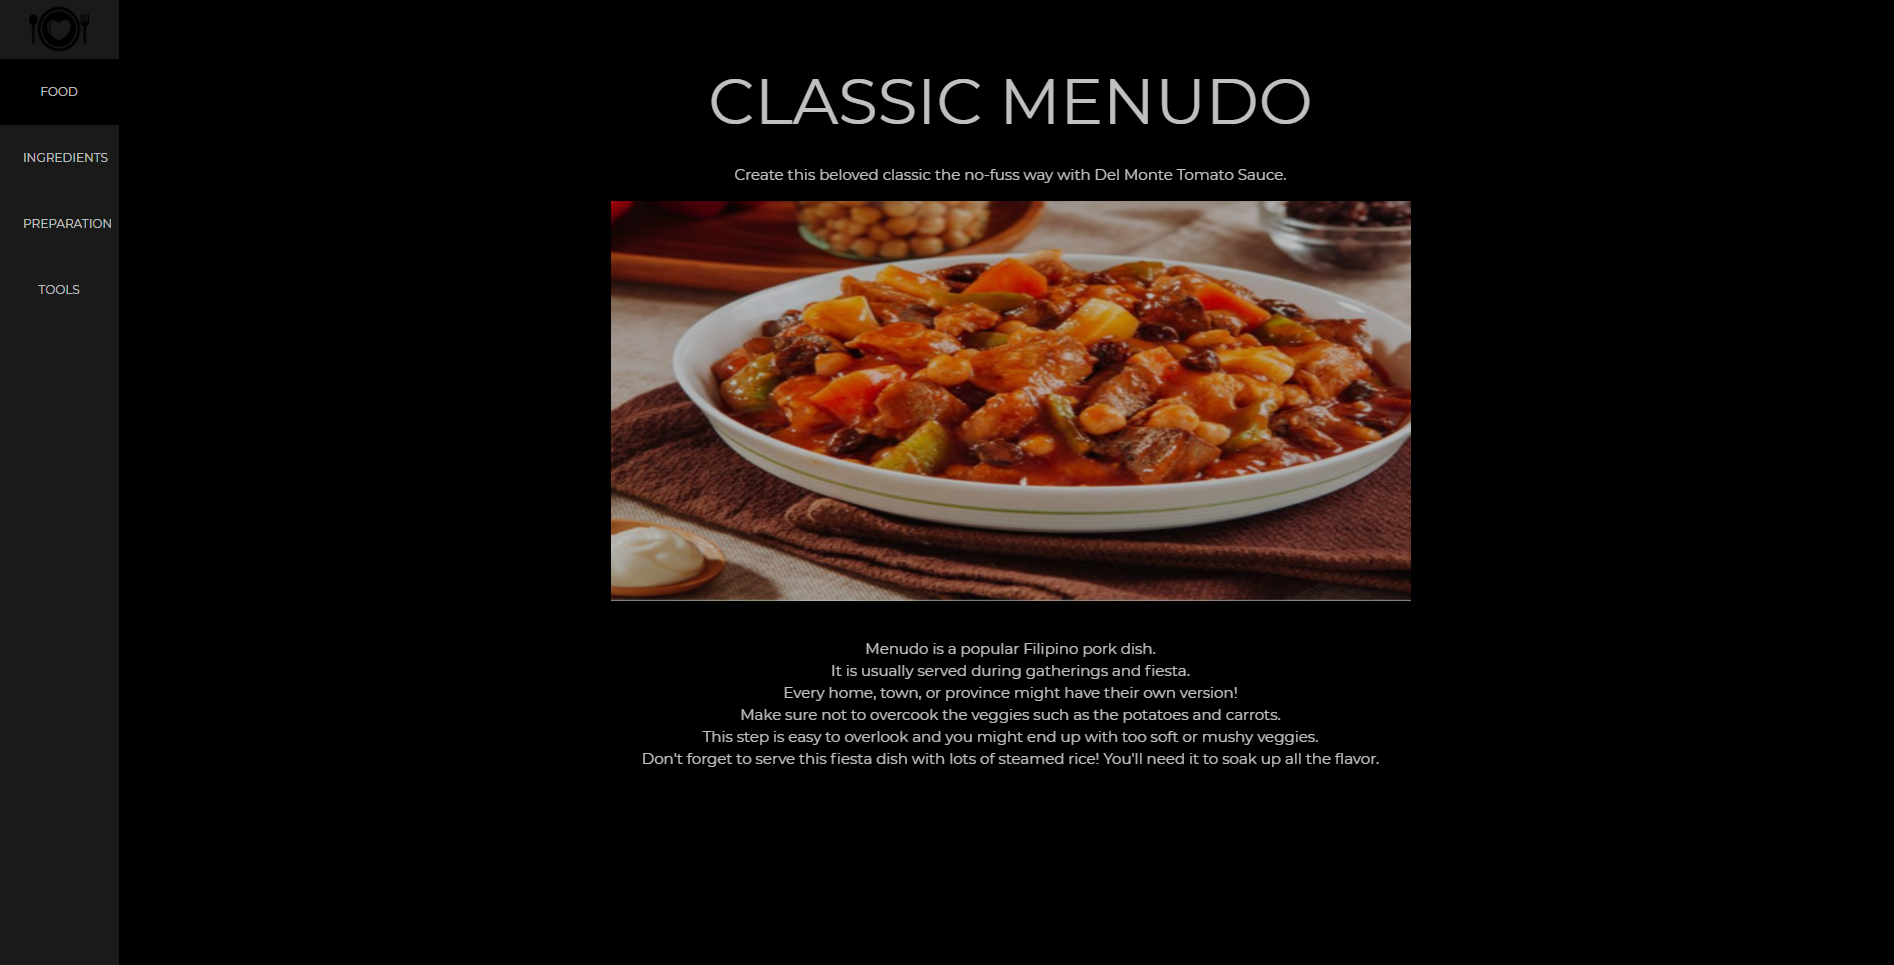 FOOD
INGREDIENTS
PREPARATION
TOOLS
CLASSIC MENUDO
Create this beloved classic the no-fuss way with Del Monte Tomato Sauce.
Menudo is a popular Filipino pork dish.
It is usually served during gatherings and fiesta.
Every home, town, or province might have their own version!
Make sure not to overcook the veggies such as the potatoes and carrots.
This step is easy to overlook and you might end up with too soft or mushy veggies.
Don't forget to serve this fiesta dish with lots of steamed rice! You'll need it to soak up all the flavor.